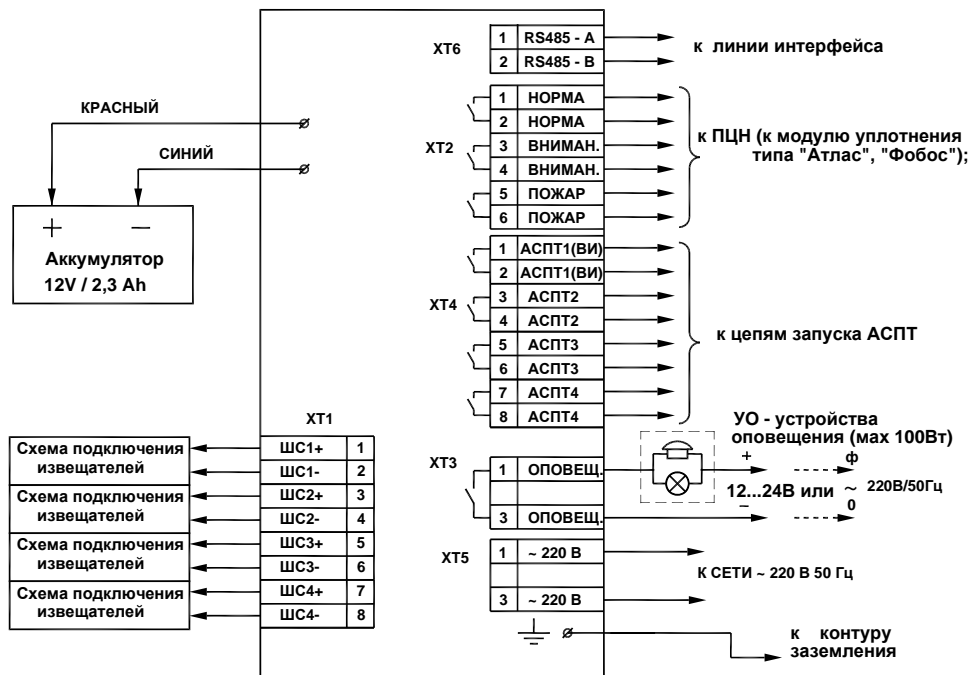 КРАСНЫЙ
СИНИЙ
+ −
Аккумулятор
12V / 2,3 Ah
XT6
1 RS485 - A
2 RS485 - B
к линии интерфейса
XT2
1 НОРМА
2 НОРМА
3 ВНИМАН.
4 ВНИМАН.
5 ПОЖАР
6 ПОЖАР
к ПЦН (к модулю уплотнения
типа "Атлас", "Фобос");
XT4
1 АСПТ1(ВИ)
2 АСПТ1(ВИ)
3 АСПТ2
4 АСПТ2
5 АСПТ3
6 АСПТ3
7 АСПТ4
8 АСПТ4
к цепям запуска АСПТ
XT1
Схема подключения
извещателей
ШС1+ 1
ШС1- 2
Схема подключения
извещателей
ШС2+ 3
ШС2- 4
Схема подключения
извещателей
ШС3+ 5
ШС3- 6
Схема подключения
извещателей
ШС4+ 7
ШС4- 8
УО - устройства
оповещения (мах 100Вт)
XT3
1 ОПОВЕЩ.
3 ОПОВЕЩ.
+ ф
12...24В или ~ 220В/50Гц
− 0
XT5
1 ~ 220 В
3 ~ 220 В
К СЕТИ ~ 220 В 50 Гц
к контуру
заземления